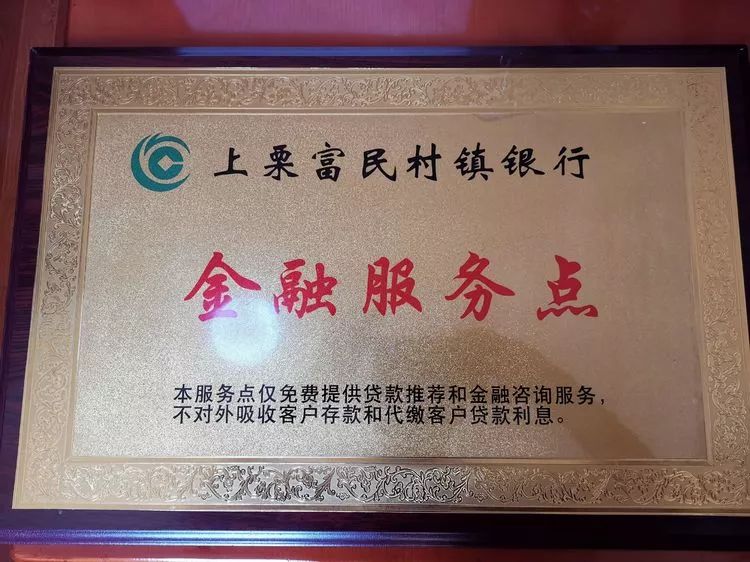 上栗富民村镇银行
金融服务点
本服务点仅免费提供贷款推荐和金融咨询服务，
不对外吸收客户存款和代缴客户贷款利息。